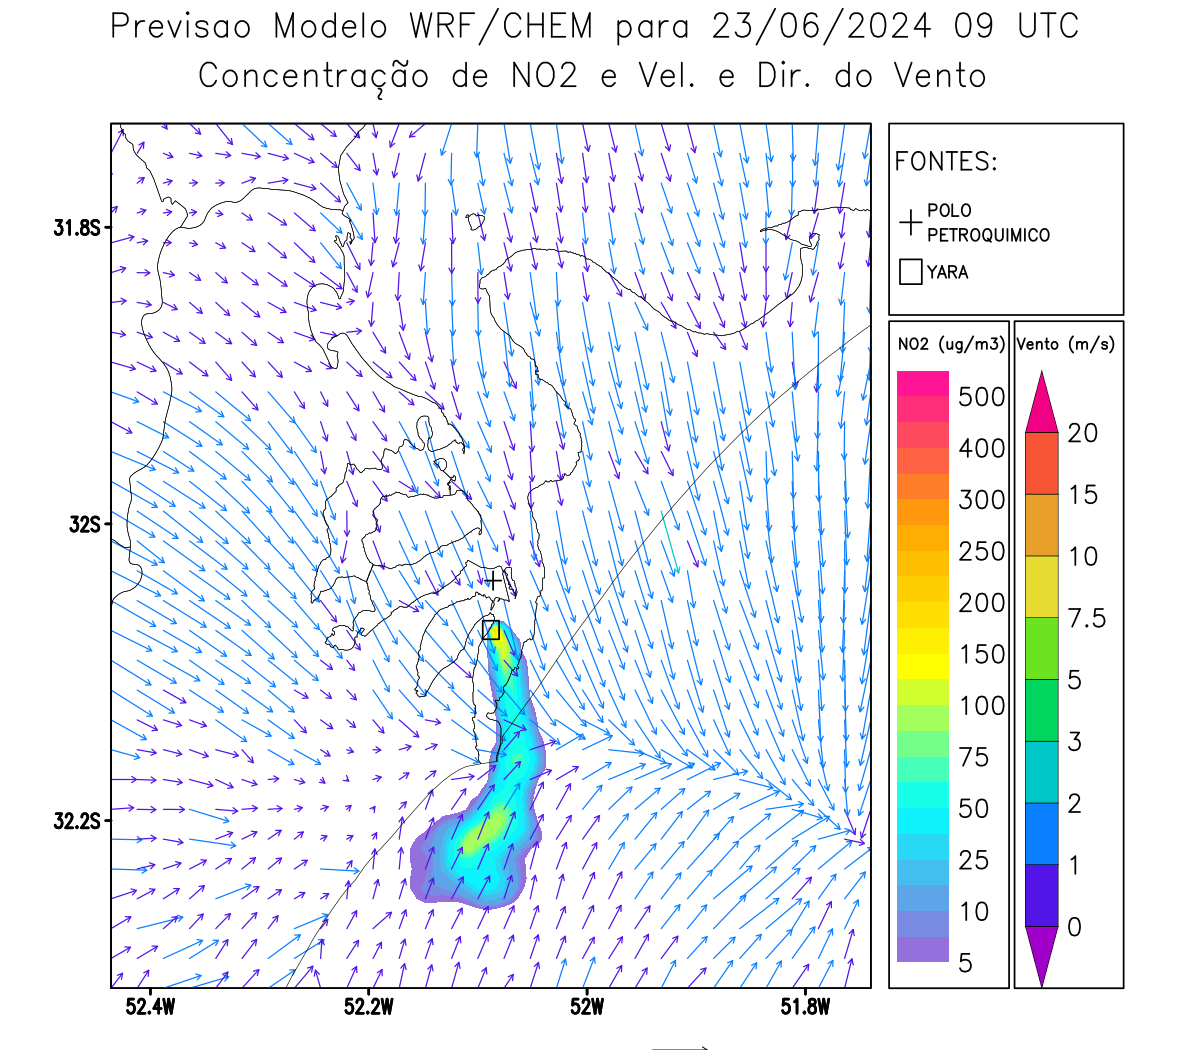 Previsao Modelo WRF/CHEM para 23/06/2024 09 UTC
Concentração de NO2 e Vel. e Dir. do Vento
FONTES:
POLO
PETROQUIMICO
YARA
NO2 (ug/m3)
500
400
300
250
200
150
100
75
50
25
10
5
Vento (m/s)
20
15
10
7.5
5
3
2
1
0
31.8S
32S
32.2S
52.4W
52.2W
52W
51.8W